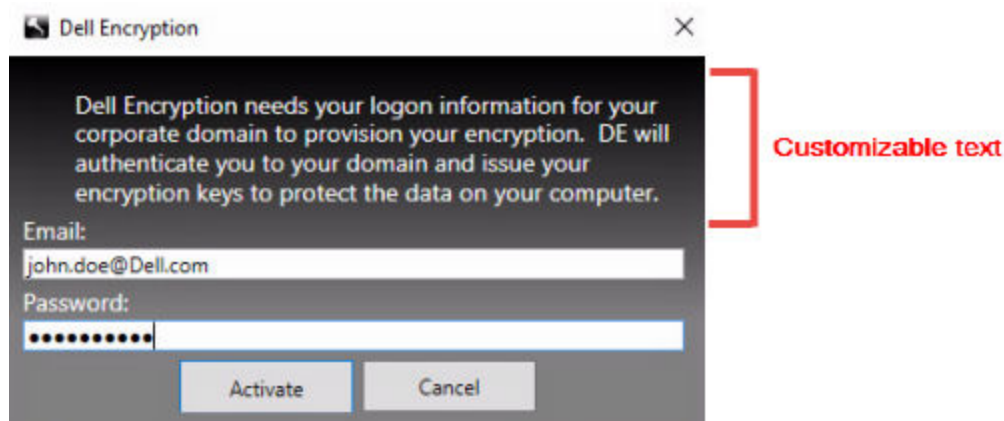 Dell Encryption
Dell Encryption needs your logon information for your
corporate domain to provision your encryption.  DE will
authenticate you to your domain and issue your
encryption keys to protect the data on your computer.
Customizable text
Email:
john.doe@Dell.com
Password:
●●●●●●●●●●
Activate
Cancel